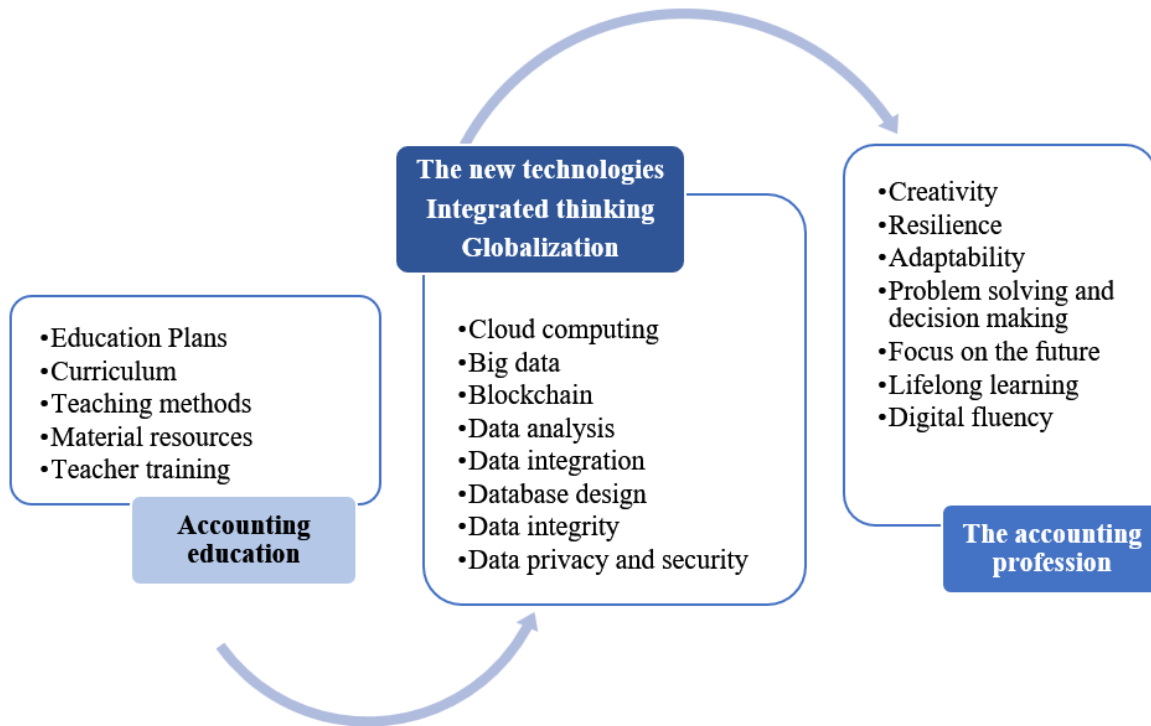 •Education Plans
•Curriculum
•Teaching methods
•Material resources
•Teacher training
Accounting
education
The new technologies
Integrated thinking
Globalization
•Cloud computing
•Big data
•Blockchain
•Data analysis
•Data integration
•Database design
•Data integrity
•Data privacy and security
•Creativity
•Resilience
•Adaptability
•Problem solving and
decision making
•Focus on the future
•Lifelong learning
•Digital fluency
The accounting
profession